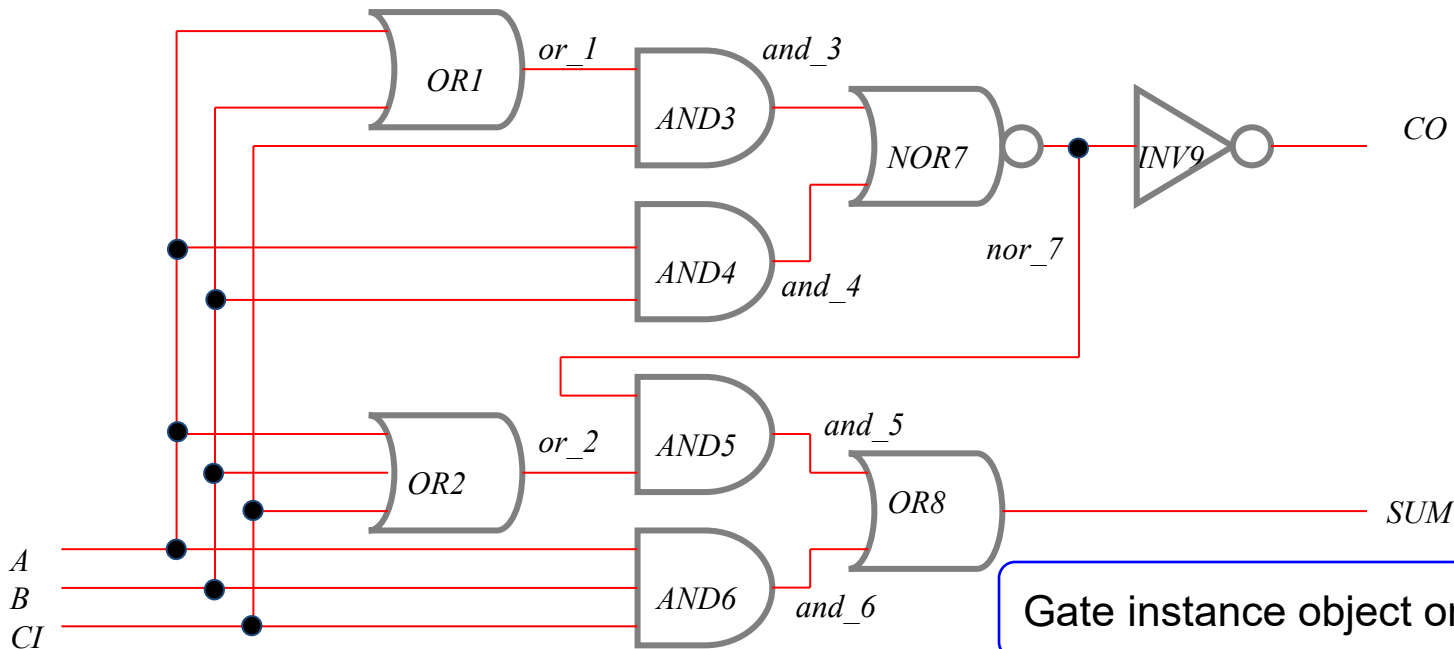 or_1
and_3
OR1
AND3
CO
NOR7
INV9
nor_7
AND4
and_4
or_2
and_5
AND5
OR2
OR8
SUM
A
B
CI
AND6
and_6
Gate instance object